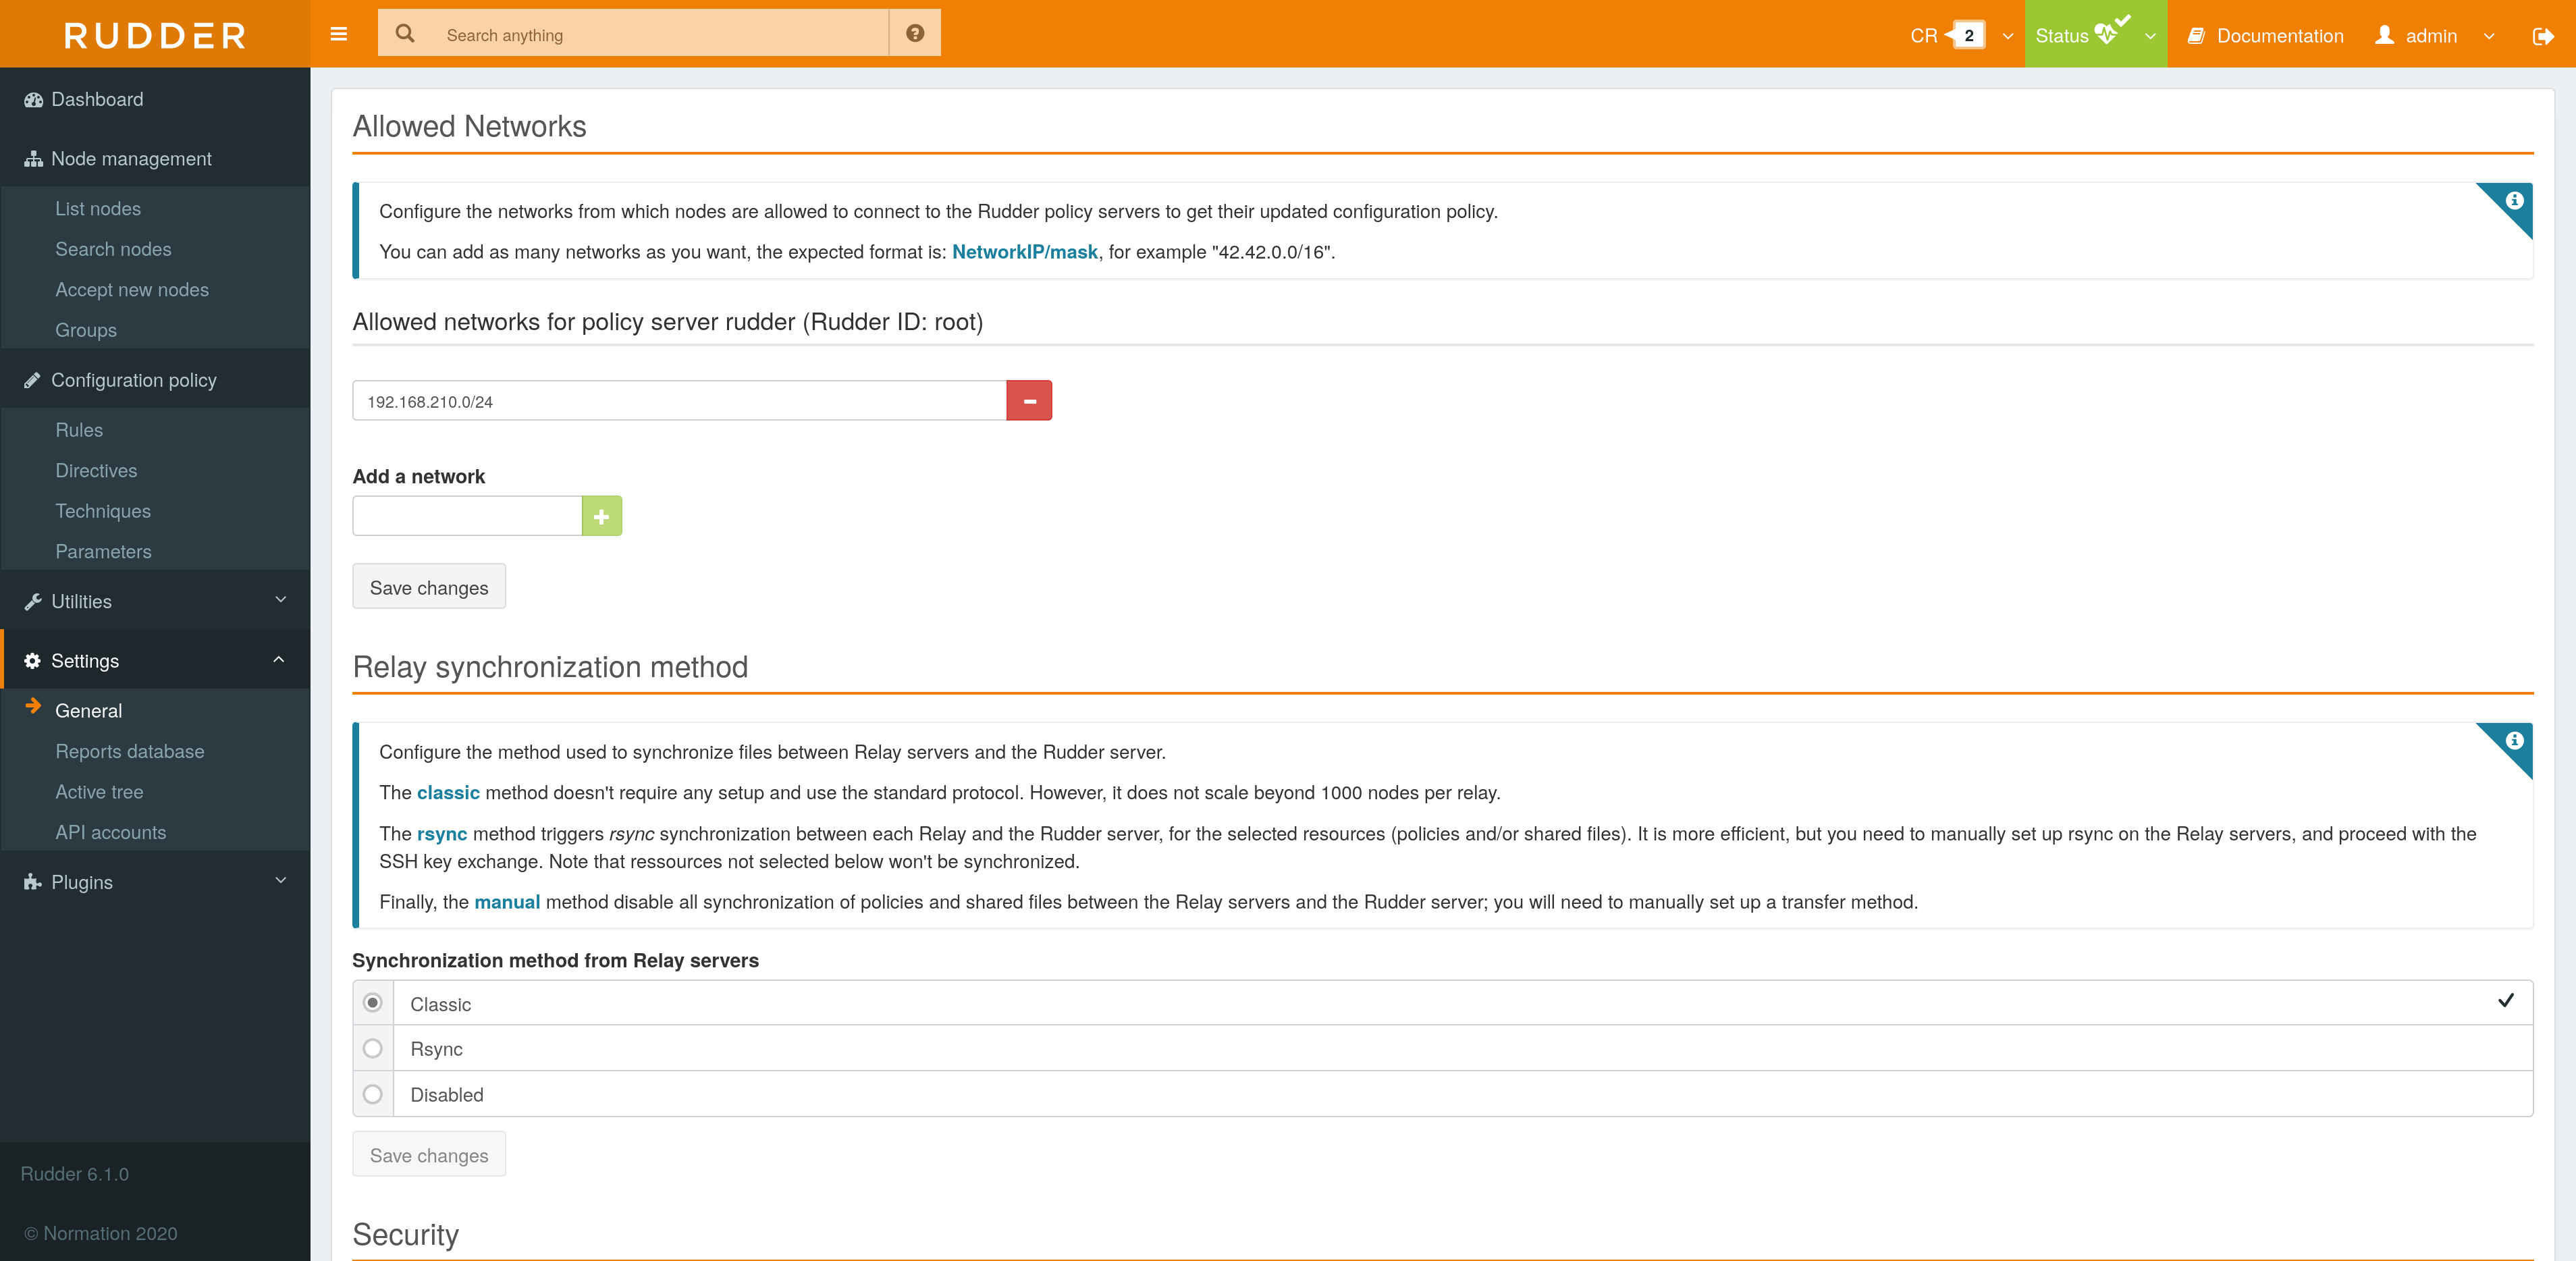 RUDDER
Search anything
CR 2
Status
Documentation
admin
Dashboard
Node management
List nodes
Search nodes
Accept new nodes
Groups
Configuration policy
Rules
Directives
Techniques
Parameters
Utilities
Settings
General
Reports database
Active tree
API accounts
Plugins
Rudder 6.1.0
© Normation 2020
Allowed Networks
Configure the networks from which nodes are allowed to connect to the Rudder policy servers to get their updated configuration policy.
You can add as many networks as you want, the expected format is: NetworkIP/mask, for example "42.42.0.0/16".
Allowed networks for policy server rudder (Rudder ID: root)
192.168.210.0/24
Add a network
Save changes
Relay synchronization method
Configure the method used to synchronize files between Relay servers and the Rudder server.
The classic method doesn't require any setup and use the standard protocol. However, it does not scale beyond 1000 nodes per relay.
The rsync method triggers rsync synchronization between each Relay and the Rudder server, for the selected resources (policies and/or shared files). It is more efficient, but you need to manually set up rsync on the Relay servers, and proceed with the
SSH key exchange. Note that ressources not selected below won't be synchronized.
Finally, the manual method disable all synchronization of policies and shared files between the Relay servers and the Rudder server; you will need to manually set up a transfer method.
Synchronization method from Relay servers
Classic
Rsync
Disabled
Save changes
Security